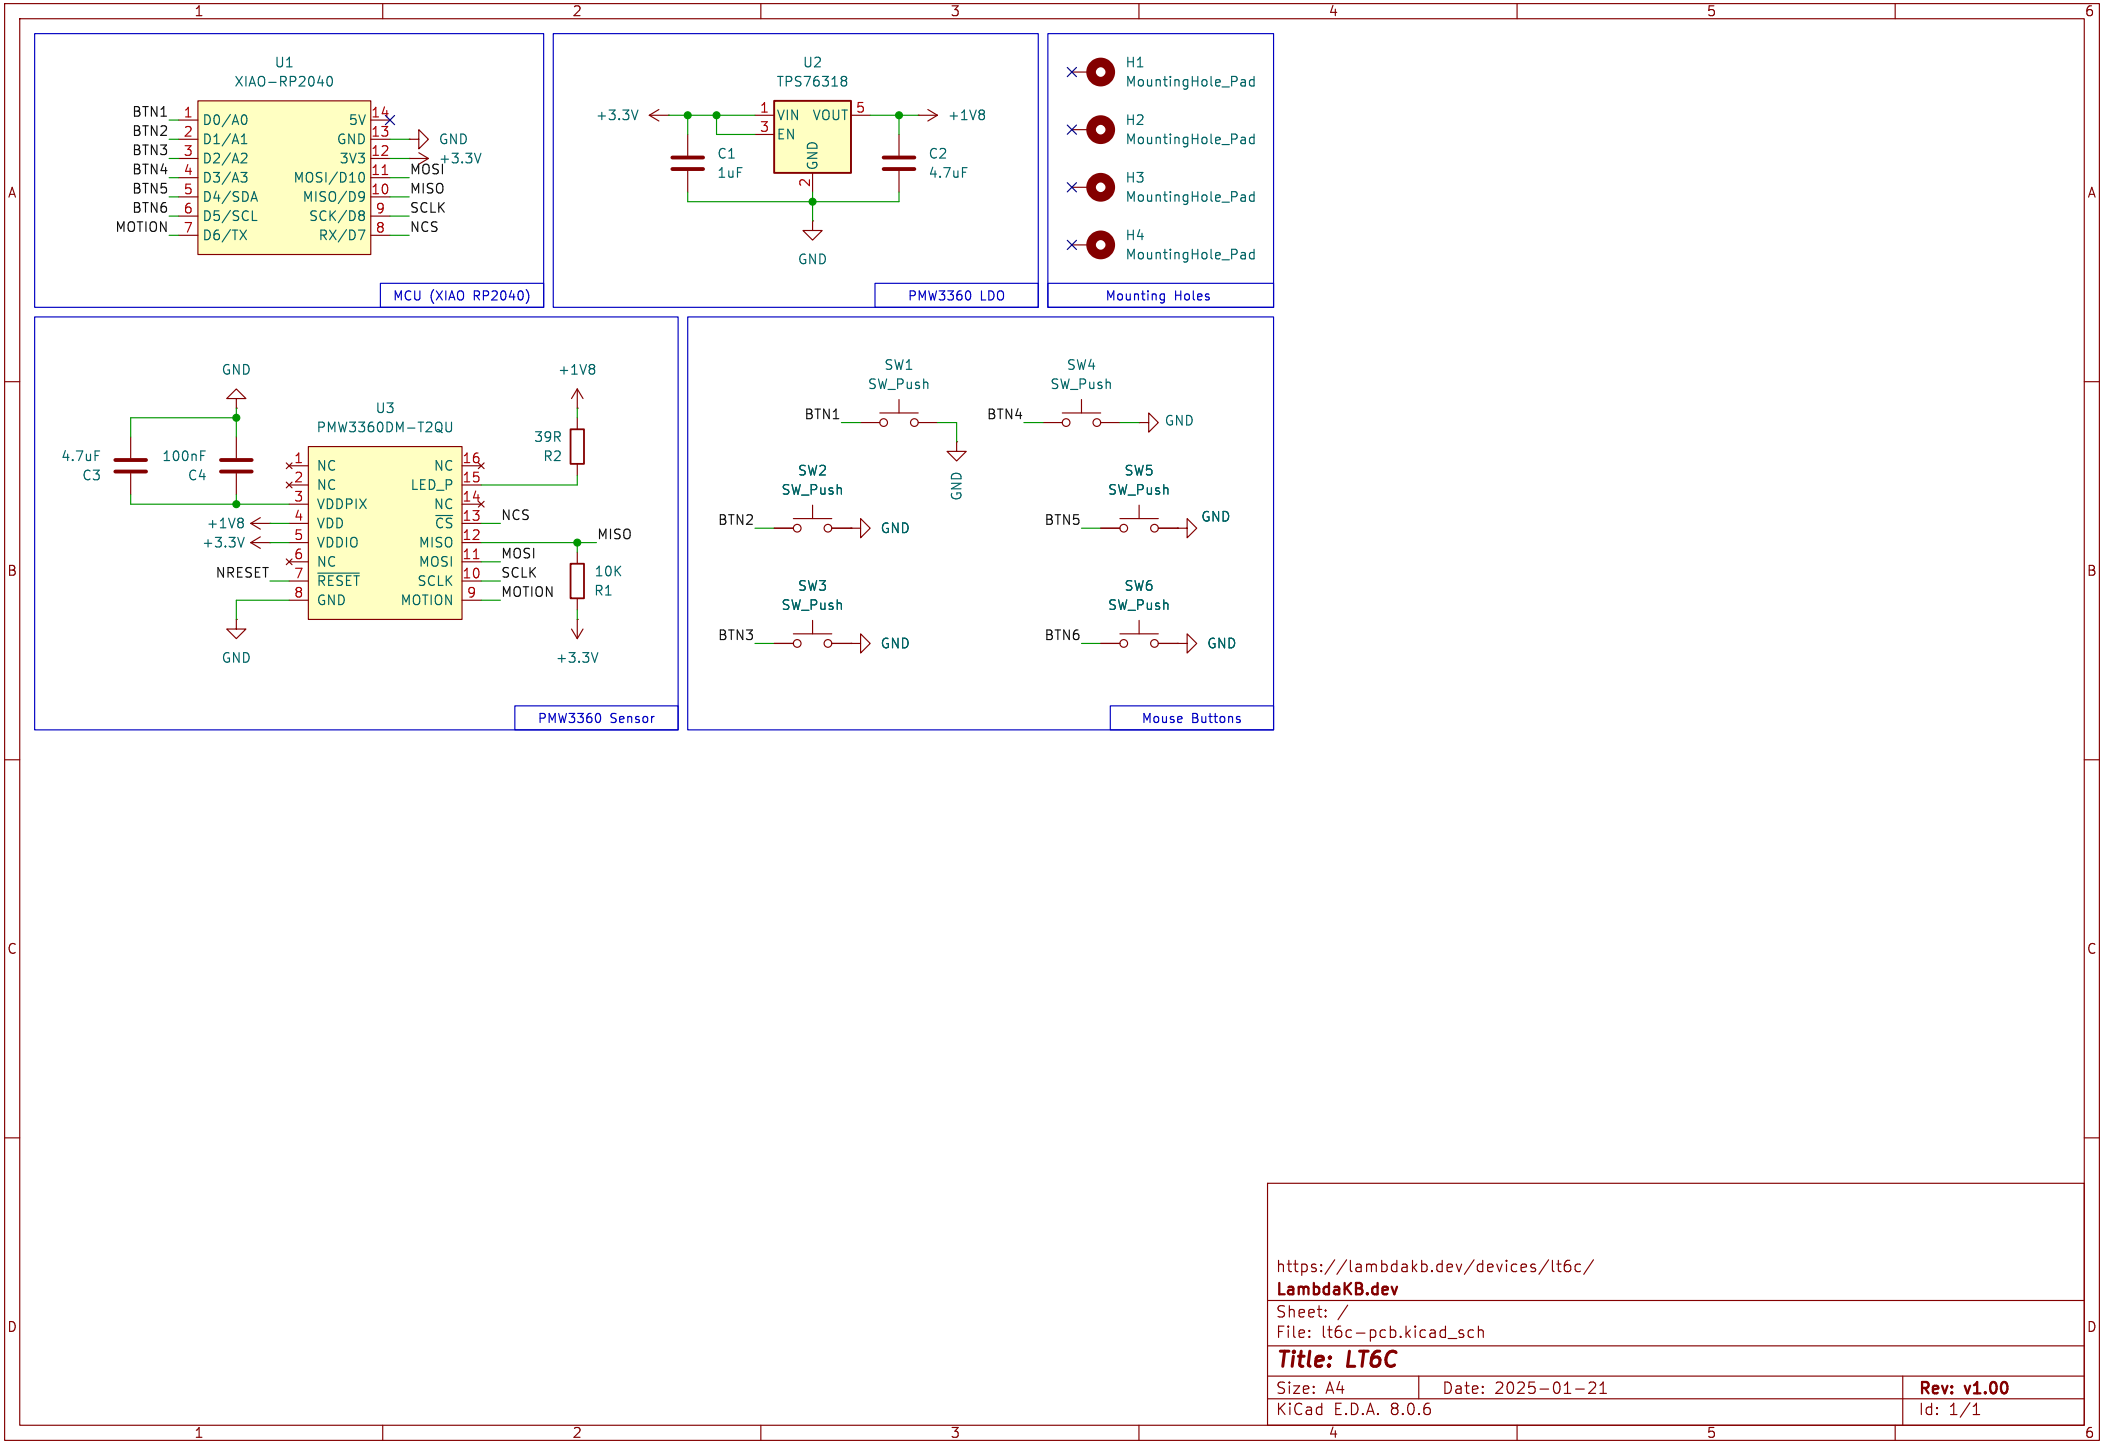 1 2 3 4 5 6
A
B
C
D
A
B
C
D
1 2 3 4 5 6
U1
XIAO-RP2040
BTN1 1 D0/A0 5V 14
BTN2 2 D1/A1 GND 13 GND
BTN3 3 D2/A2 3V3 12 +3.3V
BTN4 4 D3/A3 MOSI/D10 11 MOSI
BTN5 5 D4/SDA MISO/D9 10 MISO
BTN6 6 D5/SCL SCK/D8 9 SCLK
MOTION 7 D6/TX RX/D7 8 NCS
MCU (XIAO RP2040)
U2
TPS76318
+3.3V 1 VIN VOUT 5 +1V8
3 EN
GND
2
C1
1uF
C2
4.7uF
GND
PMW3360 LDO
H1
MountingHole_Pad
H2
MountingHole_Pad
H3
MountingHole_Pad
H4
MountingHole_Pad
Mounting Holes
GND
+1V8
U3
PMW3360DM-T2QU
4.7uF
C3
100nF
C4
39R
R2
1 NC NC 16
2 NC LED_P 15
3 VDDPIX NC 14
+1V8 4 VDD CS 13 NCS
+3.3V 5 VDDIO MISO 12 MISO
6 NC MOSI 11 MOSI
NRESET 7 RESET SCLK 10 SCLK
8 GND MOTION 9 MOTION
10K
R1
GND
+3.3V
PMW3360 Sensor
SW1
SW_Push
BTN1
GND
SW4
SW_Push
BTN4 GND
SW2
SW_Push
BTN2 GND
SW5
SW_Push
BTN5 GND
SW3
SW_Push
BTN3 GND
SW6
SW_Push
BTN6 GND
Mouse Buttons
https://lambdakb.dev/devices/lt6c/
LambdaKB.dev
Sheet: /
File: lt6c-pcb.kicad_sch
Title: LT6C
Size: A4 Date: 2025-01-21 Rev: v1.00
KiCad E.D.A. 8.0.6 Id: 1/1